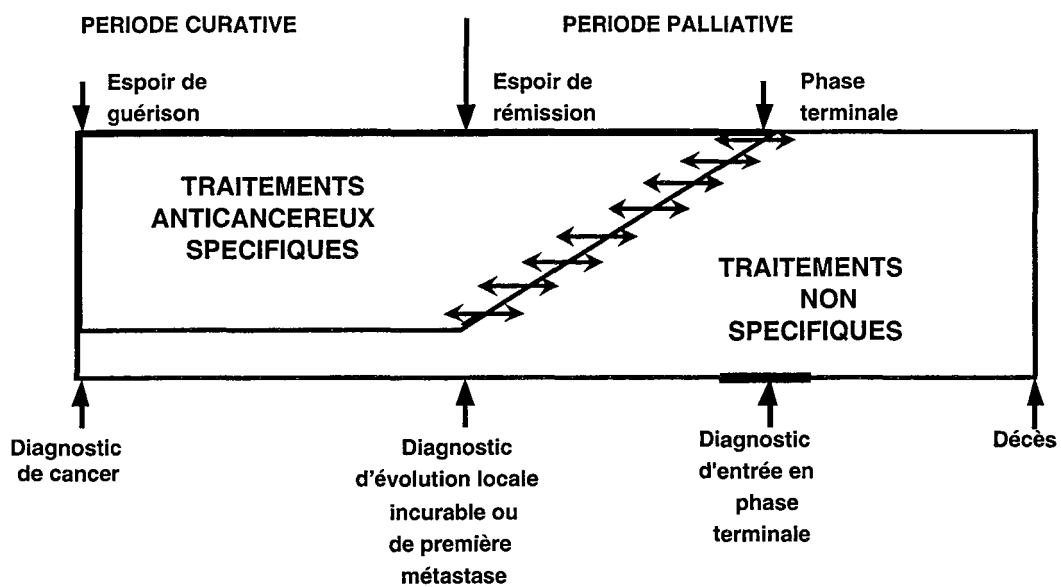 PERIODE CURATIVE
PERIODE PALLIATIVE
Espoir de
guérison
Espoir de
rémission
Phase
terminale
TRAITEMENTS
ANTICANCEREUX
SPECIFIQUES
TRAITEMENTS
NON
SPECIFIQUES
Diagnostic
de cancer
Diagnostic
d'évolution locale
incurable ou
de première
métastase
Diagnostic
d'entrée en
phase
terminale
Décès